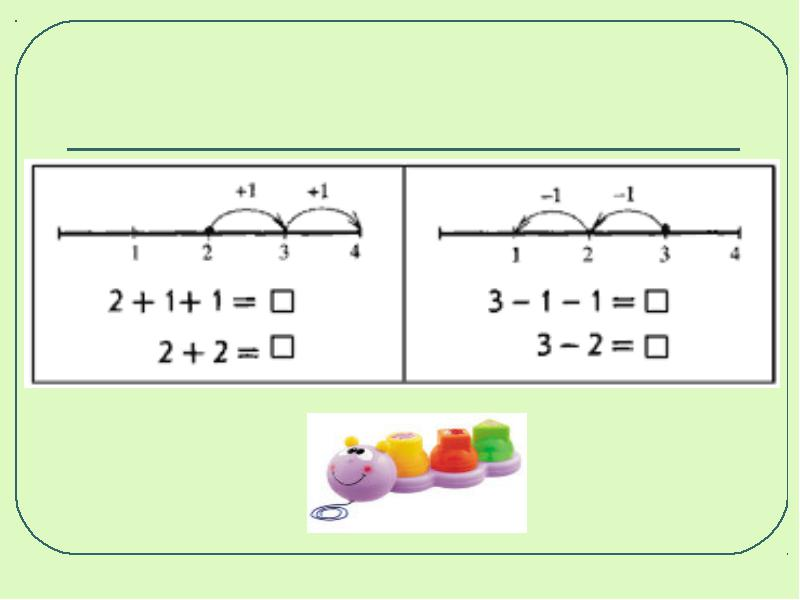 +1 +1
1 2 3 4
2 + 1 + 1 = □
2 + 2 = □
−1 −1
1 2 3 4
3 − 1 − 1 = □
3 − 2 = □